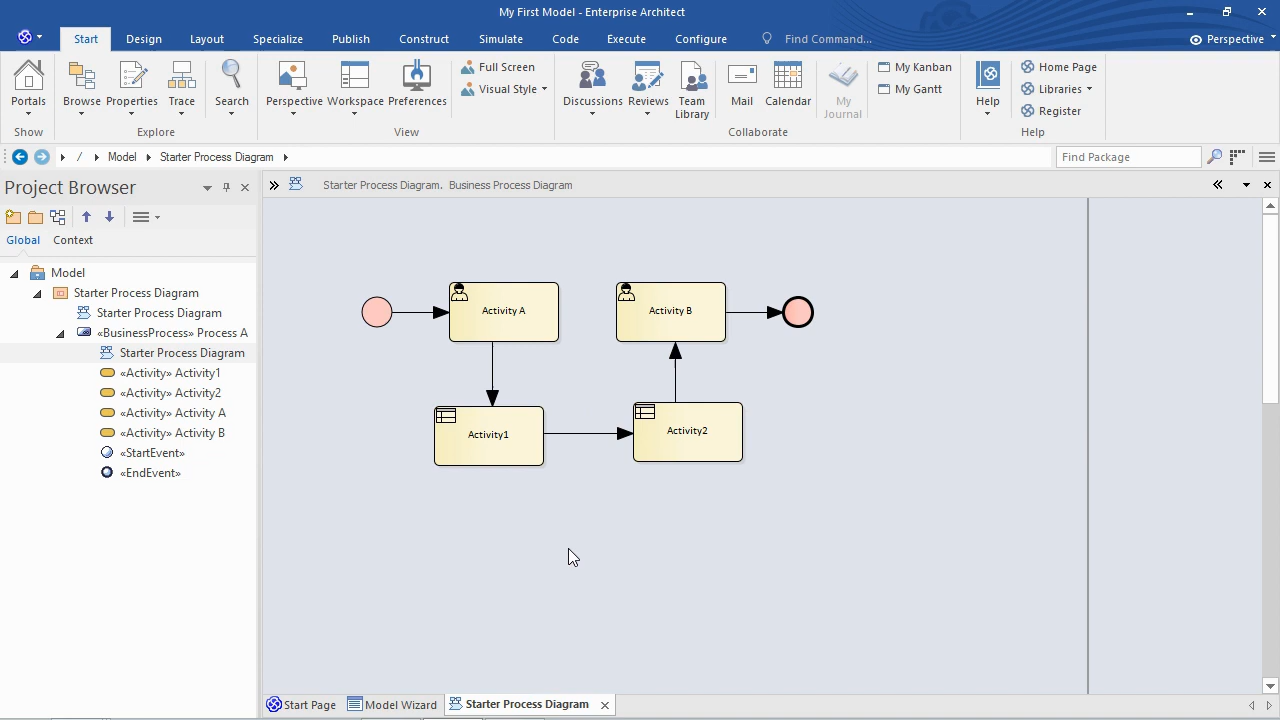 My First Model - Enterprise Architect
Start Design Layout Specialize Publish Construct Simulate Code Execute Configure Find Command... Perspective
Portals Browse Properties Trace Search Perspective Workspace Preferences Full Screen Visual Style Discussions Reviews Team Library Mail Calendar My Journal My Kanban My Gantt Help Home Page Libraries Register
Show Explore View Collaborate Help
/ Model Starter Process Diagram Find Package
Project Browser
Starter Process Diagram. Business Process Diagram
Global Context
Model
Starter Process Diagram
Starter Process Diagram
«BusinessProcess» Process A
Starter Process Diagram
«Activity» Activity1
«Activity» Activity2
«Activity» Activity A
«Activity» Activity B
«StartEvent»
«EndEvent»
Activity A
Activity B
Activity1
Activity2
Start Page Model Wizard Starter Process Diagram